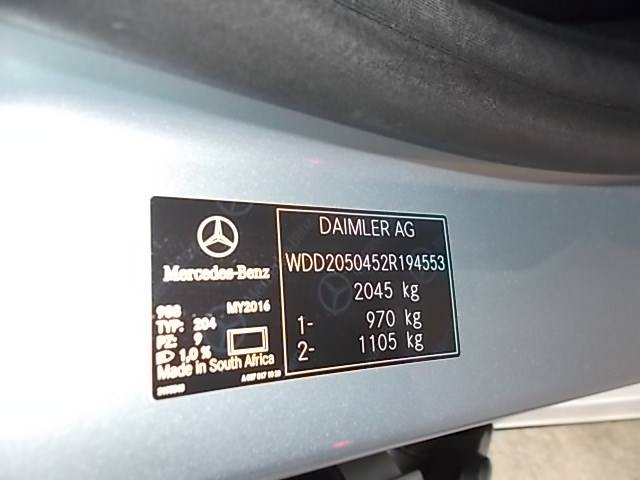 Mercedes-Benz
988 MY2016
TYP: 204
PZ: 9
1,0 %
Made in South Africa
DAIMLER AG
WDD2050452R194553
2045 kg
1- 970 kg
2- 1105 kg